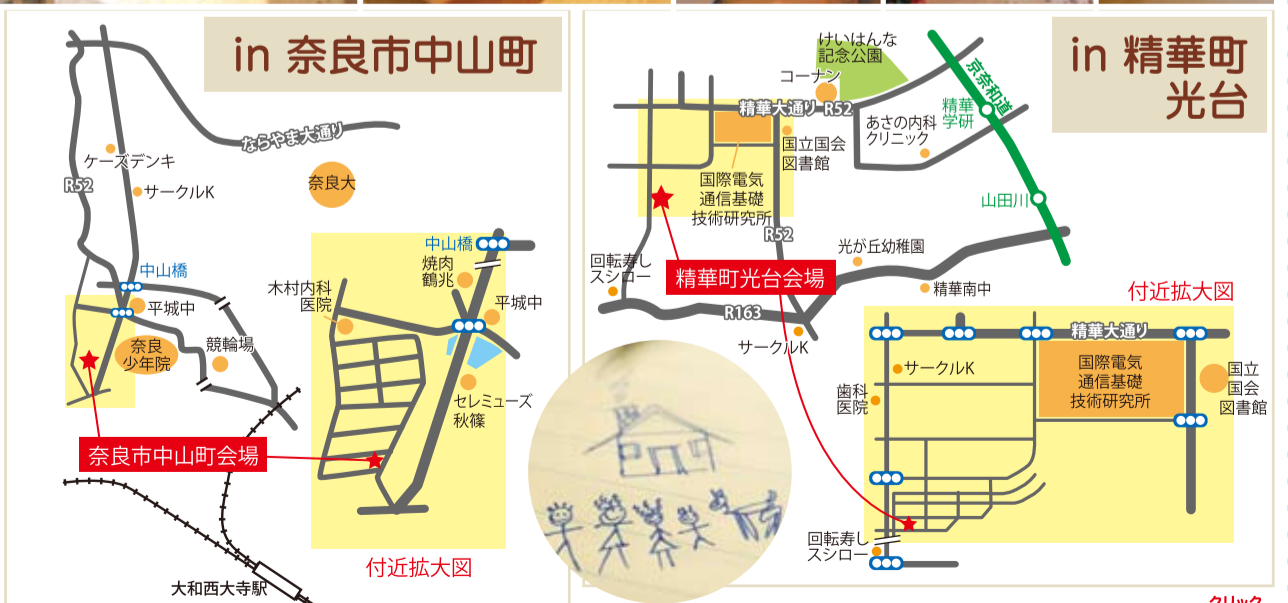 in 奈良市中山町
ならやま大通り
ケーズデンキ
R52
サークルK
奈良大
中山橋
平城中
奈良
少年院
競輪場
奈良市中山町会場
大和西大寺駅
中山橋
焼肉
鶴兆
木村内科
医院
平城中
セレミューズ
秋篠
付近拡大図
in 精華町
光台
けいはんな
記念公園
コーナン
京奈和道
精華大通り R52
精華
学研
あさの内科
クリニック
国立国会
図書館
国際電気
通信基礎
技術研究所
山田川
R52
光が丘幼稚園
回転寿し
スシロー
精華町光台会場
精華南中
R163
サークルK
付近拡大図
精華大通り
サークルK
国際電気
通信基礎
技術研究所
国立
国会
図書館
歯科
医院
回転寿し
スシロー
クリック